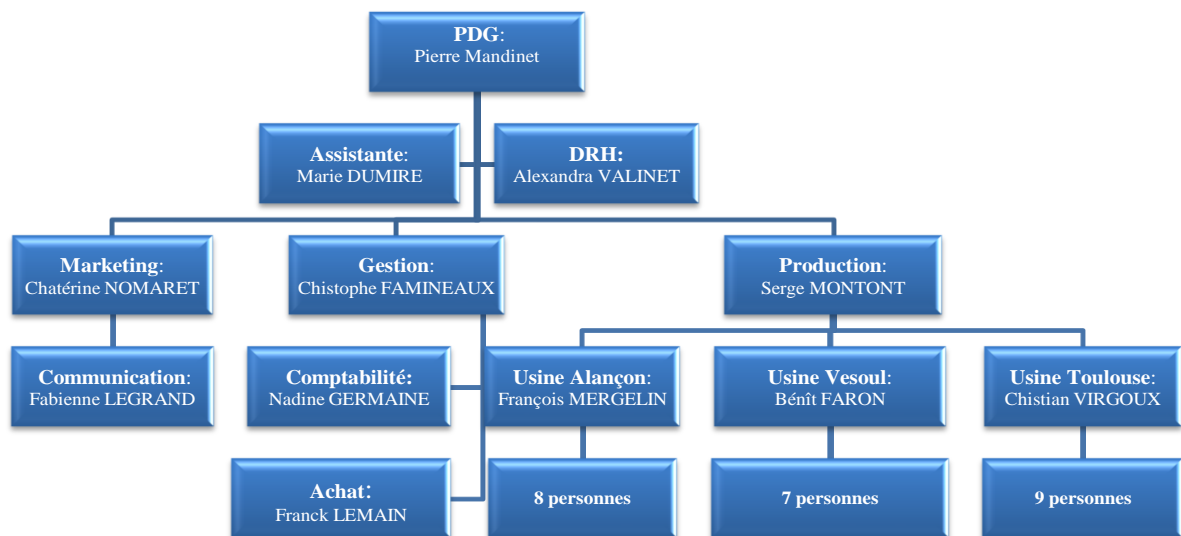 PDG:
Pierre Mandinet
Assistante:
Marie DUMIRE
DRH:
Alexandra VALINET
Marketing:
Chatérine NOMARET
Gestion:
Chistophe FAMINEAUX
Production:
Serge MONTONT
Communication:
Fabienne LEGRAND
Comptabilité:
Nadine GERMAINE
Usine Alançon:
François MERGELIN
Usine Vesoul:
Bénît FARON
Usine Toulouse:
Chistian VIRGOUX
Achat:
Franck LEMAIN
8 personnes
7 personnes
9 personnes